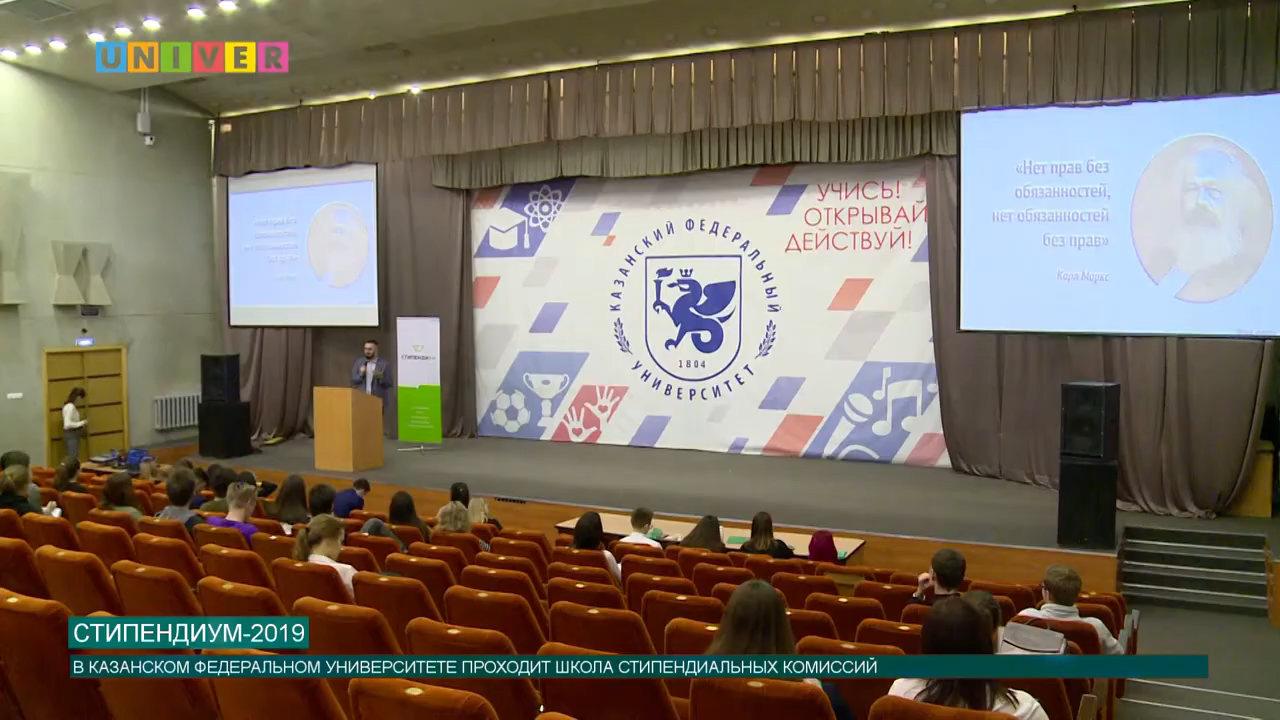 UNIVER
«Нет прав без
обязанностей,
нет обязанностей
без прав»
Карл Маркс
УЧИСЬ!
ОТКРЫВАЙ
ДЕЙСТВУЙ!
КАЗАНСКИЙ ФЕДЕРАЛЬНЫЙ
УНИВЕРСИТЕТ
1804
СТИПЕНДИУМ
СТИПЕНДИУМ-2019
В КАЗАНСКОМ ФЕДЕРАЛЬНОМ УНИВЕРСИТЕТЕ ПРОХОДИТ ШКОЛА СТИПЕНДИАЛЬНЫХ КОМИССИЙ